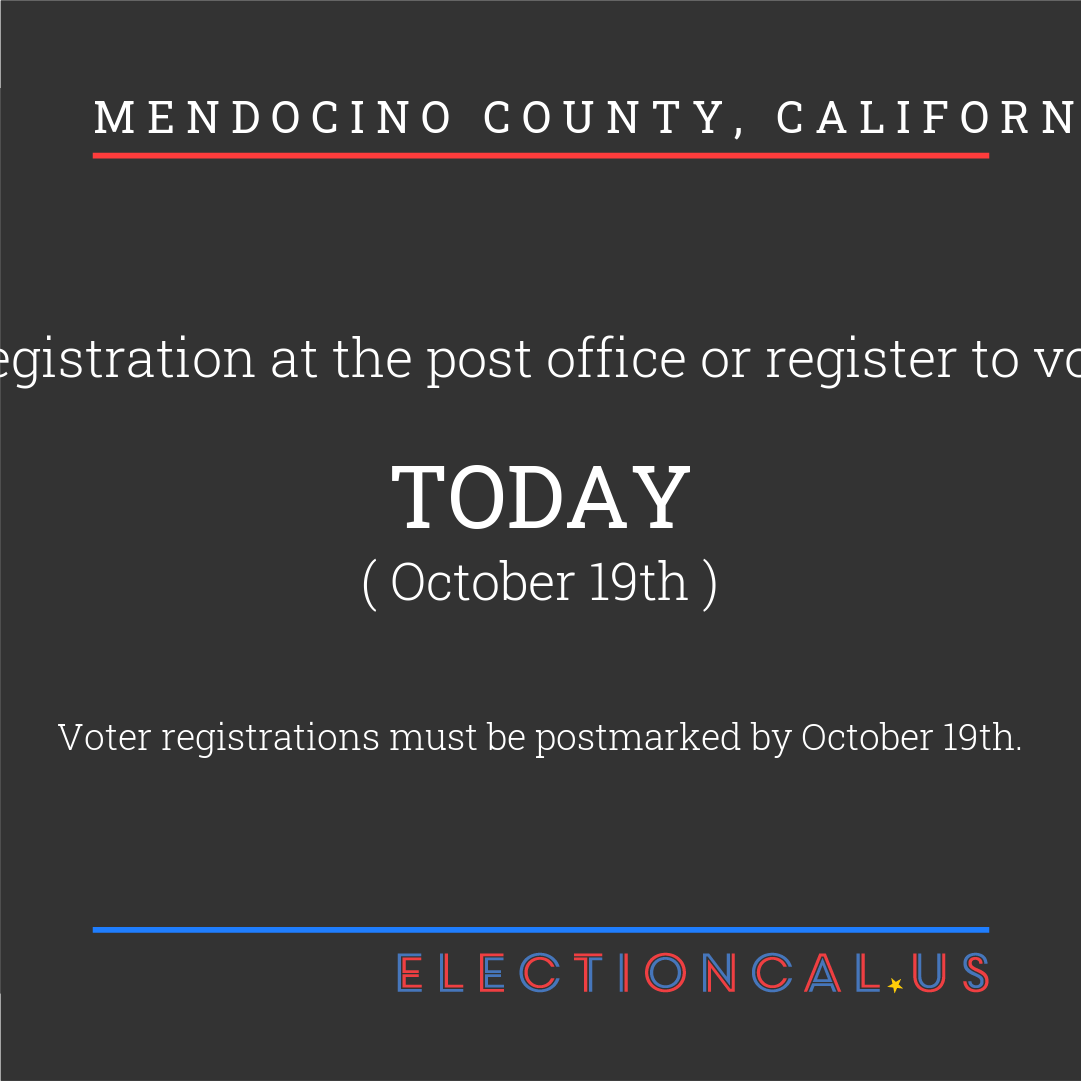 MENDOCINO COUNTY, CALIFORN
egistration at the post office or register to vo
TODAY
( October 19th )
Voter registrations must be postmarked by October 19th.
ELECTIONCAL.US